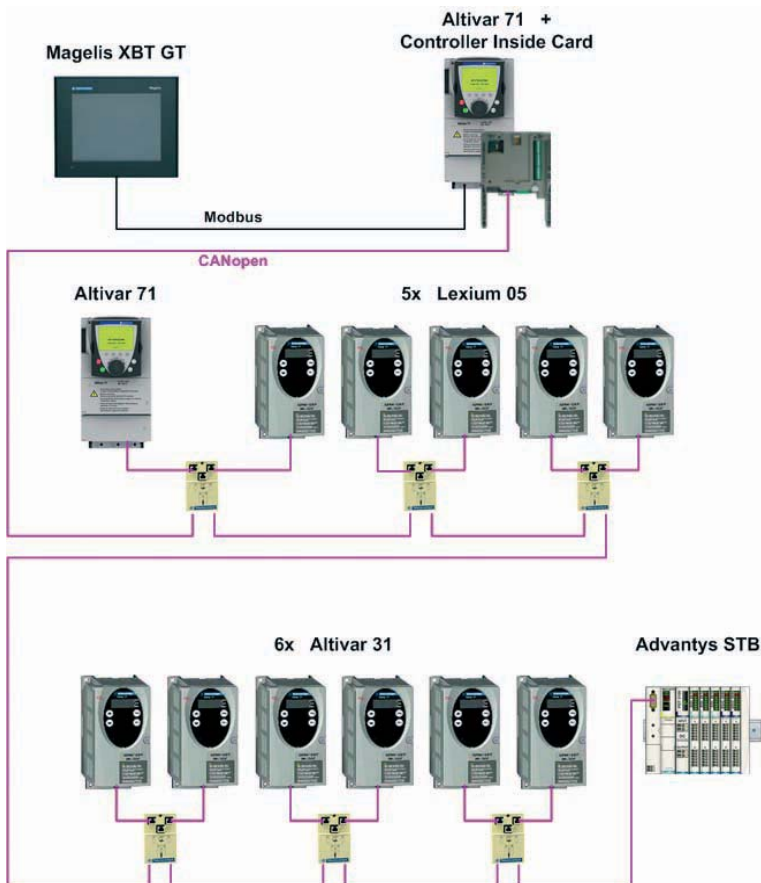 Altivar 71 +
Controller Inside Card
Magelis XBT GT
Modbus
CANopen
Altivar 71
5x Lexium 05
6x Altivar 31
Advantys STB